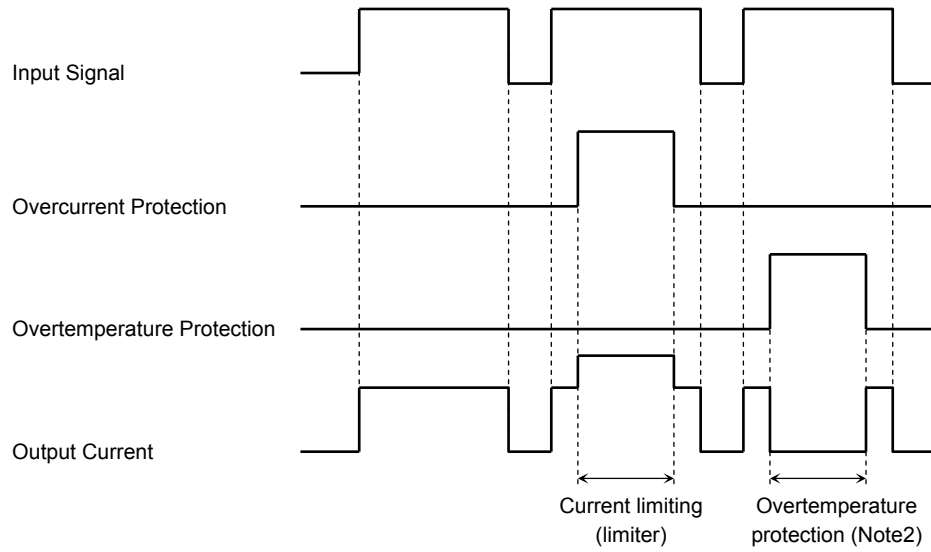 Input Signal
Overcurrent Protection
Overtemperature Protection
Output Current
Current limiting
(limiter)
Overtemperature
protection (Note2)